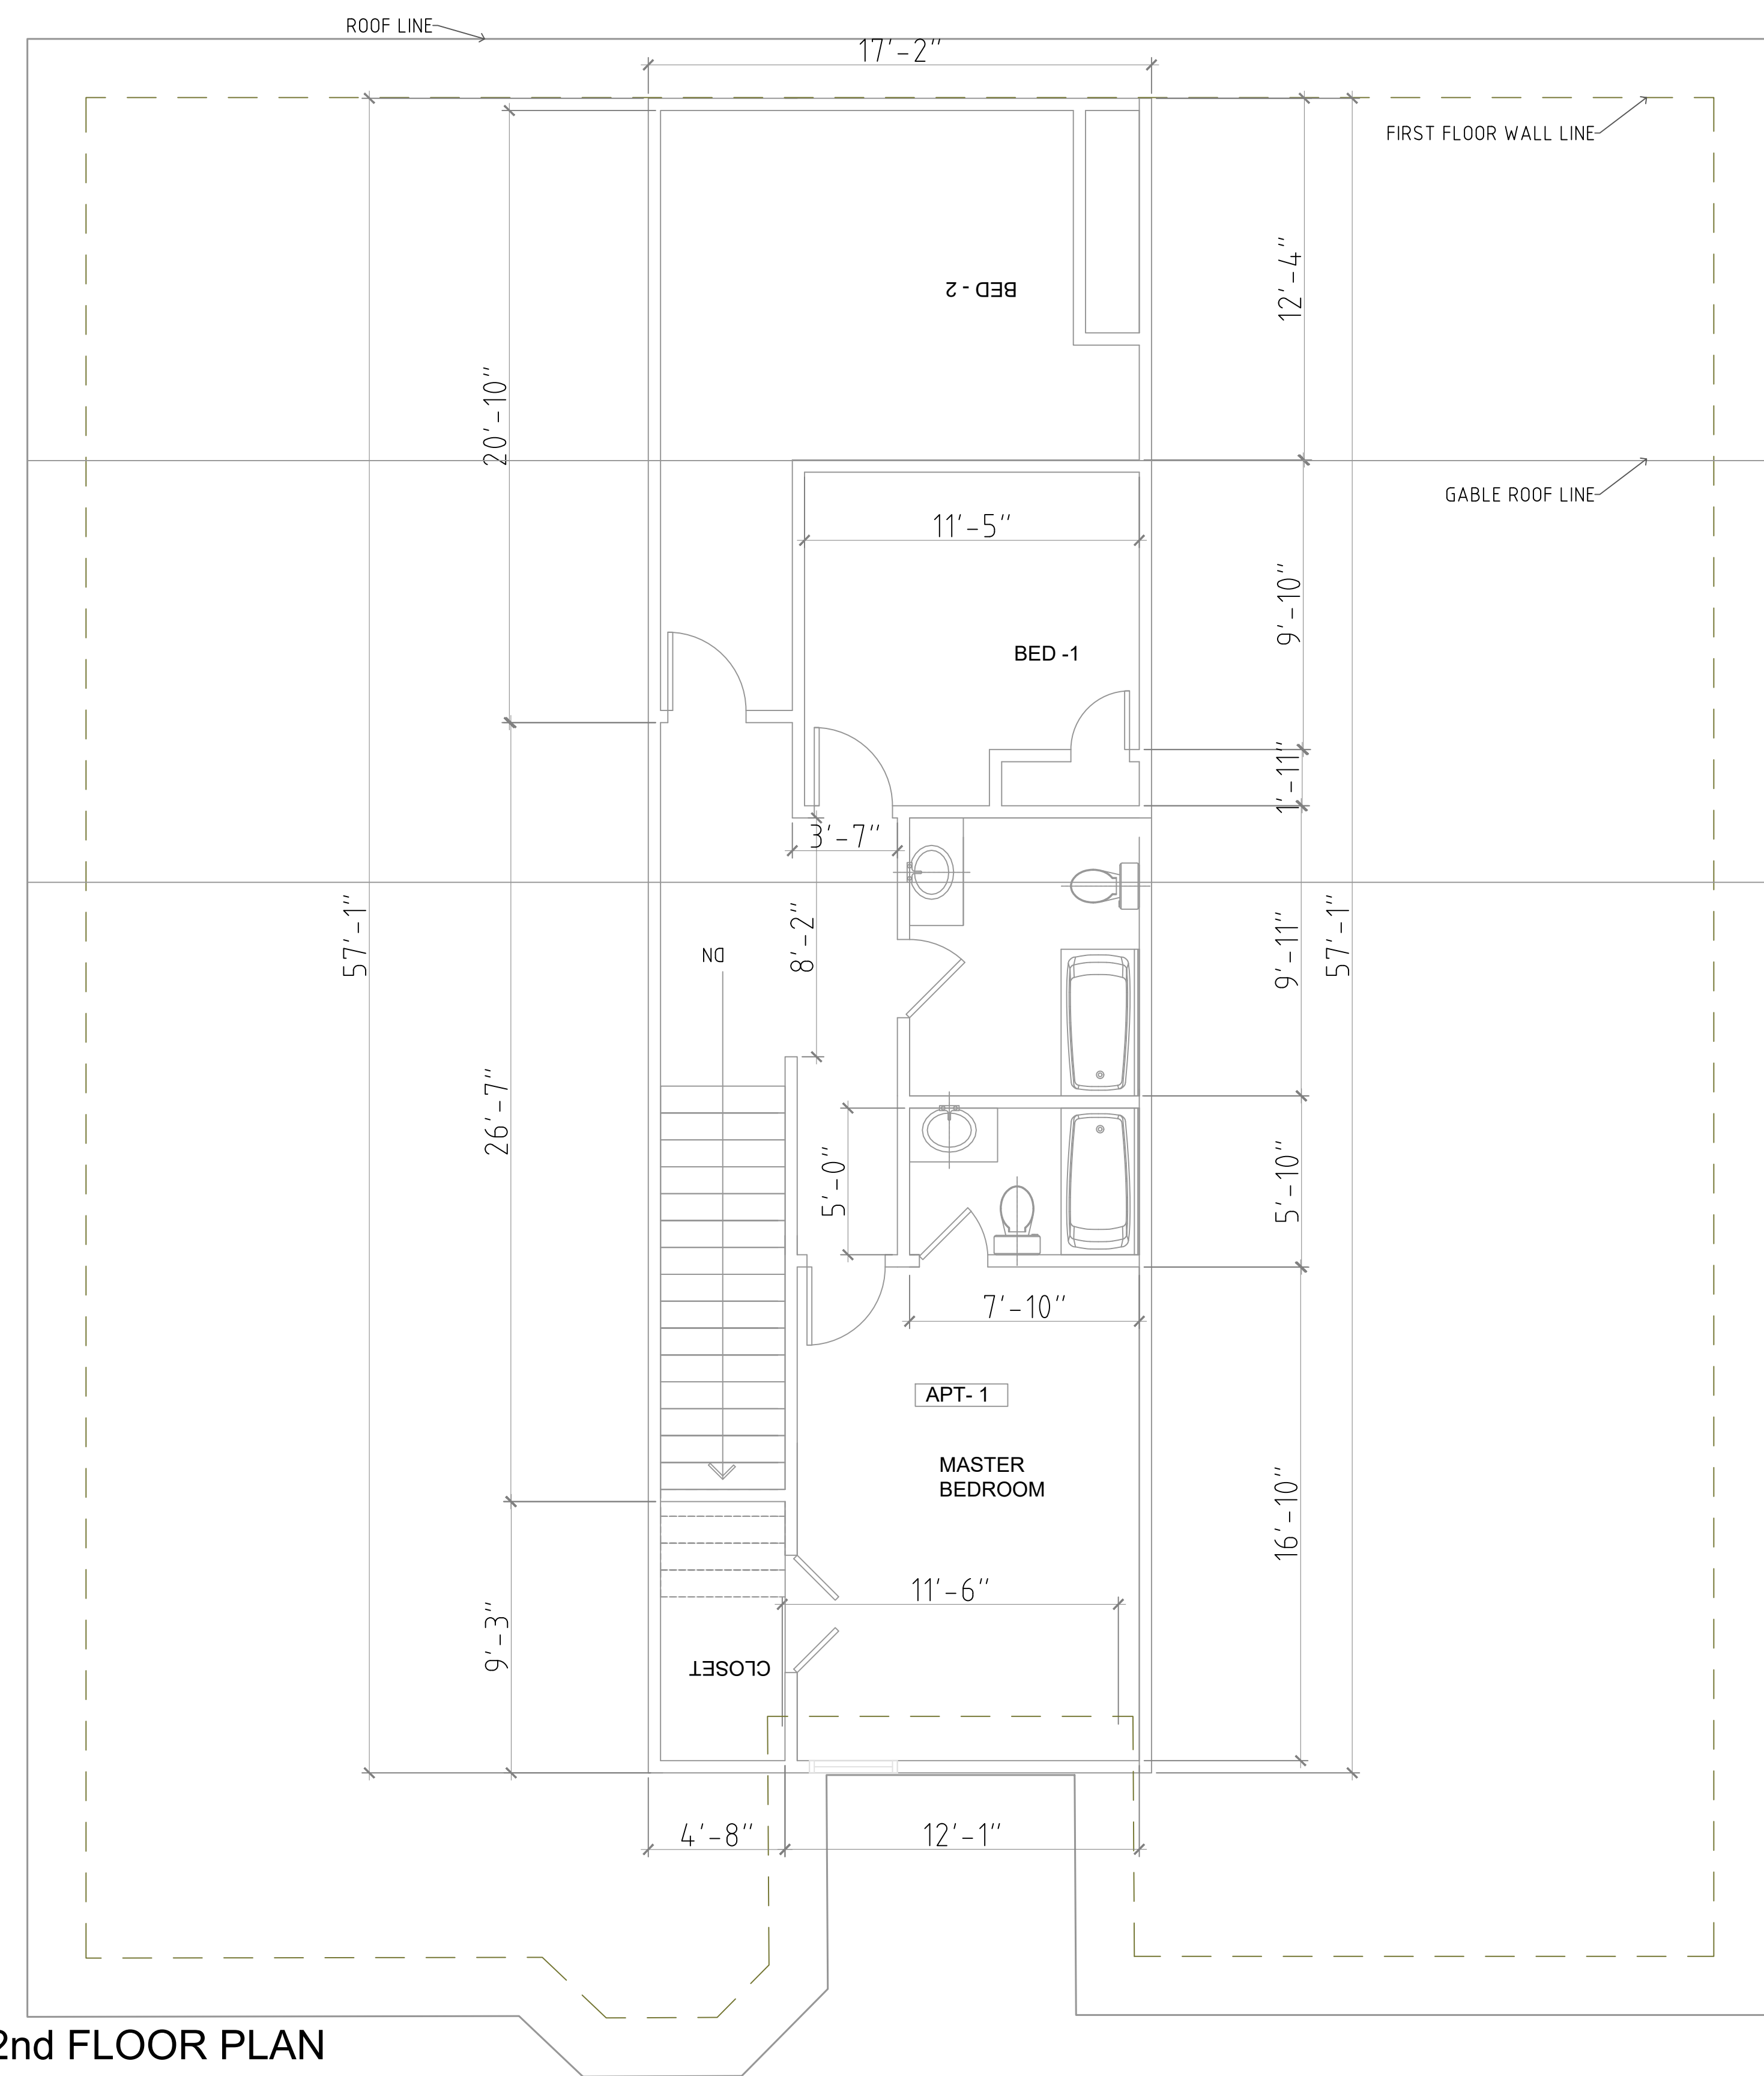 ROOF LINE
17'-2"
FIRST FLOOR WALL LINE
BED - 2
12'-4"
20'-10"
GABLE ROOF LINE
11'-5"
9'-10"
BED -1
1'-11"
3'-7"
57'-1"
8'-2"
DN
9'-11"
57'-1"
26'-7"
5'-0"
5'-10"
7'-10"
APT- 1
MASTER
BEDROOM
16'-10"
11'-6"
9'-3"
CLOSET
4'-8"
12'-1"
2nd FLOOR PLAN